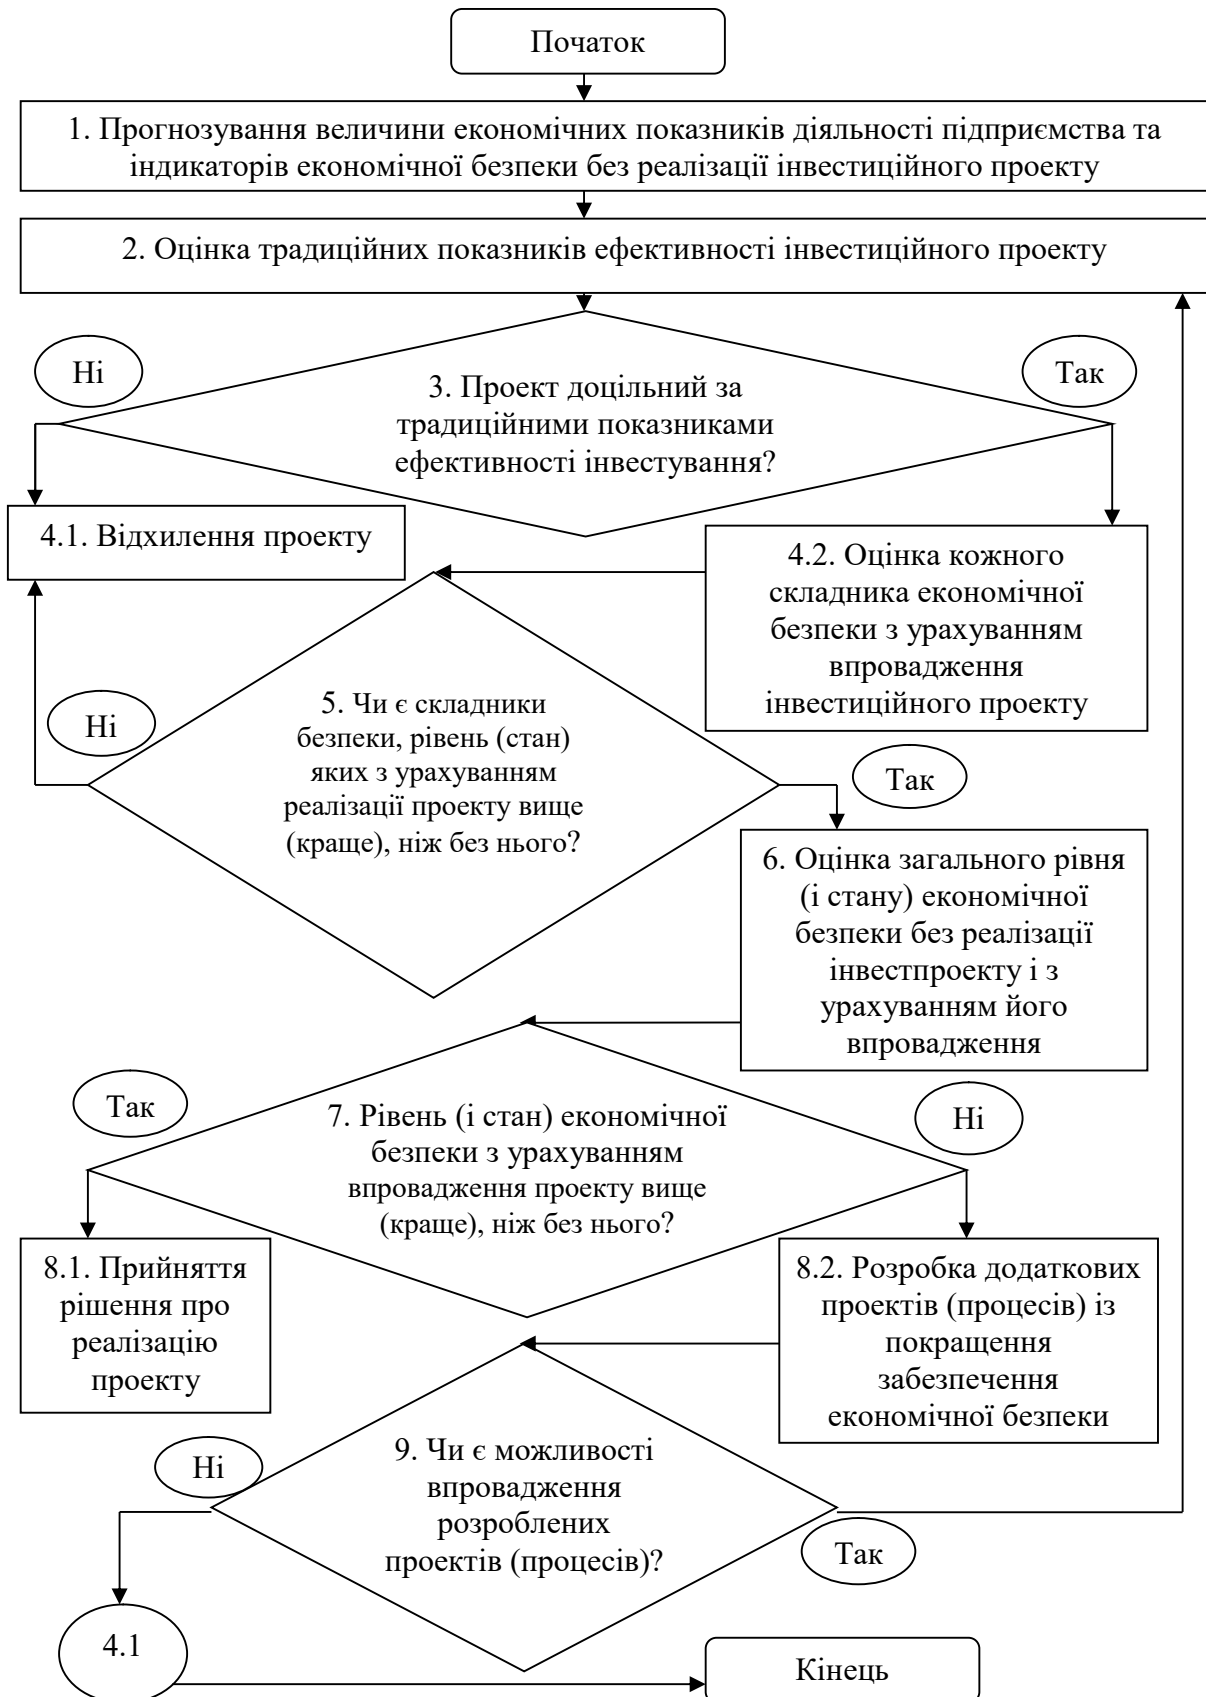 Початок
1. Прогнозування величини економічних показників діяльності підприємства та
індикаторів економічної безпеки без реалізації інвестиційного проекту
2. Оцінка традиційних показників ефективності інвестиційного проекту
Ні
Так
3. Проект доцільний за
традиційними показниками
ефективності інвестування?
4.1. Відхилення проекту
4.2. Оцінка кожного
складника економічної
безпеки з урахуванням
впровадження
інвестиційного проекту
Ні
5. Чи є складники
безпеки, рівень (стан)
яких з урахуванням
реалізації проекту вище
(краще), ніж без нього?
Так
6. Оцінка загального рівня
(і стану) економічної
безпеки без реалізації
інвестпроекту і з
урахуванням його
впровадження
Так
7. Рівень (і стан) економічної
безпеки з урахуванням
впровадження проекту вище
(краще), ніж без нього?
Ні
8.1. Прийняття
рішення про
реалізацію
проекту
8.2. Розробка додаткових
проектів (процесів) із
покращення
забезпечення
економічної безпеки
Ні
9. Чи є можливості
впровадження
розроблених
проектів (процесів)?
Так
4.1
Кінець